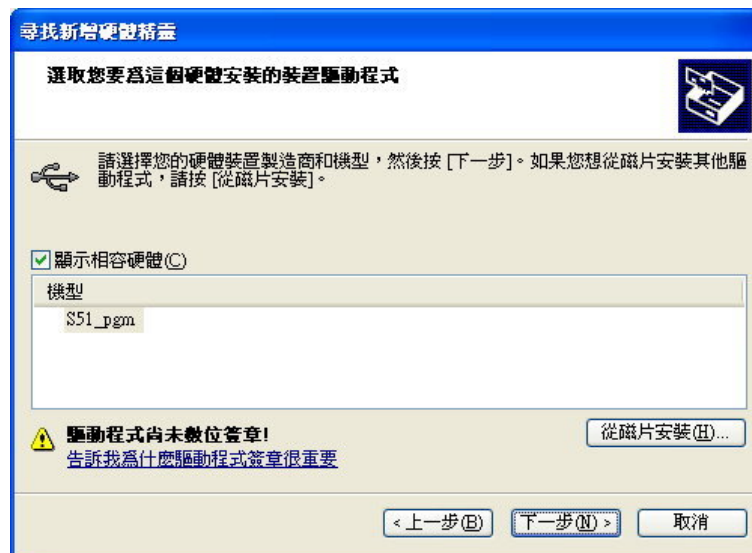 尋找新增硬體精靈
選取您要為這個硬體安裝的裝置驅動程式
請選擇您的硬體裝置製造商和機型，然後按 [下一步]。如果您想從磁片安裝其他驅
動程式，請按 [從磁片安裝]。
顯示相容硬體(C)
機型
S51_pgm
驅動程式尚未數位簽章!
告訴我為什麼驅動程式簽章很重要
從磁片安裝(H)...
< 上一步(B)
下一步(N) >
取消